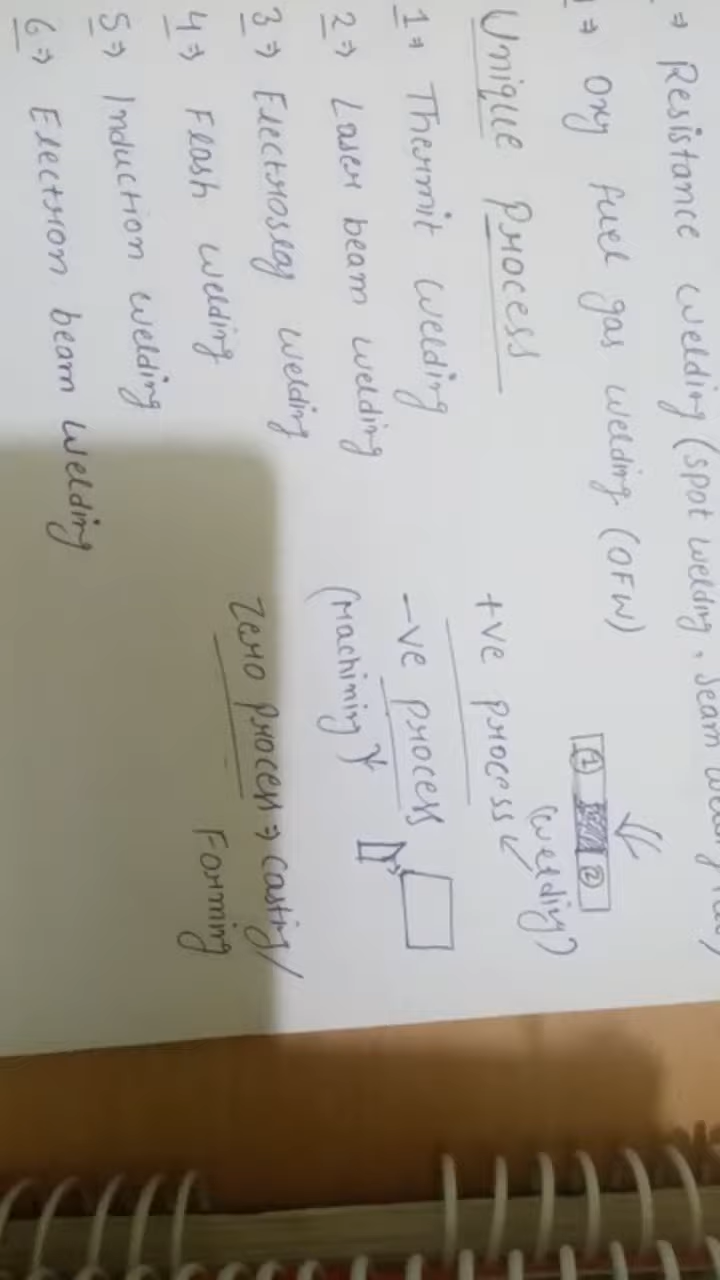 ⇒ Resistance welding (spot welding, seam
⇒ Oxy fuel gas welding (OFW)
① ②
Unique process
+ve process
(welding)
1⇒ Thermit welding
-ve process
(Machining)
2⇒ Laser beam welding
3⇒ Electroslag welding
Zero process ⇒ casting/
Forming
4⇒ Flash welding
5⇒ Induction welding
6⇒ Electron beam welding